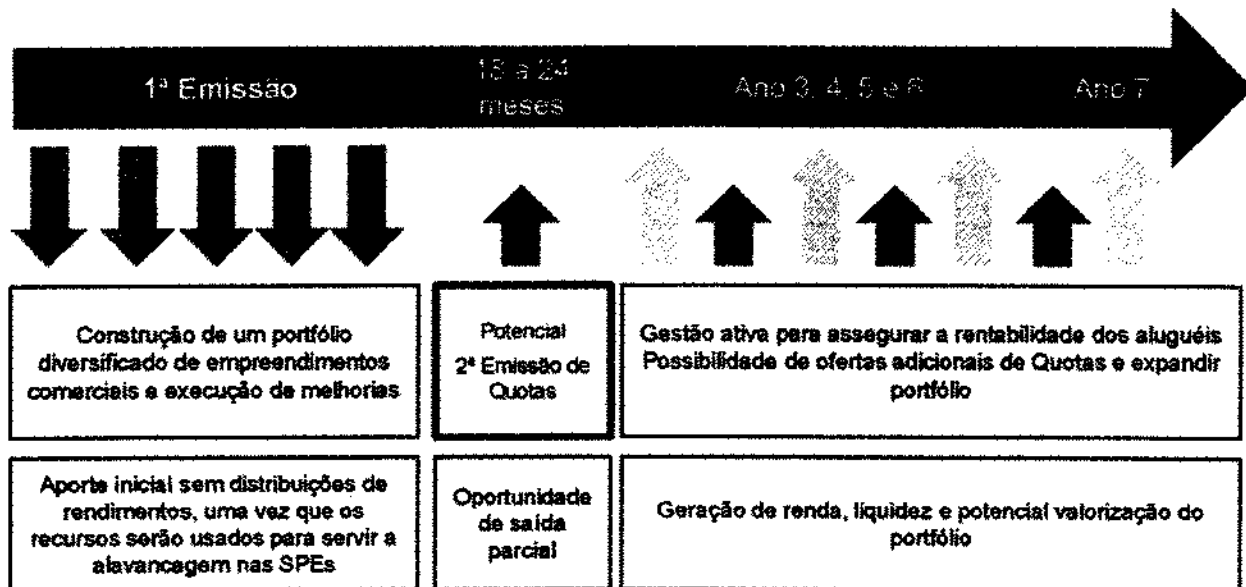 1ª Emissão
18 a 24
meses
Ano 3, 4, 5 e 6
Ano 7
Construção de um portfólio
diversificado de empreendimentos
comerciais e execução de melhorias
Potencial
2ª Emissão de
Quotas
Gestão ativa para assegurar a rentabilidade dos aluguéis
Possibilidade de ofertas adicionais de Quotas e expandir
portfólio
Aporte inicial sem distribuições de
rendimentos, uma vez que os
recursos serão usados para servir a
alavancagem nas SPEs
Oportunidade
de saída
parcial
Geração de renda, liquidez e potencial valorização do
portfólio